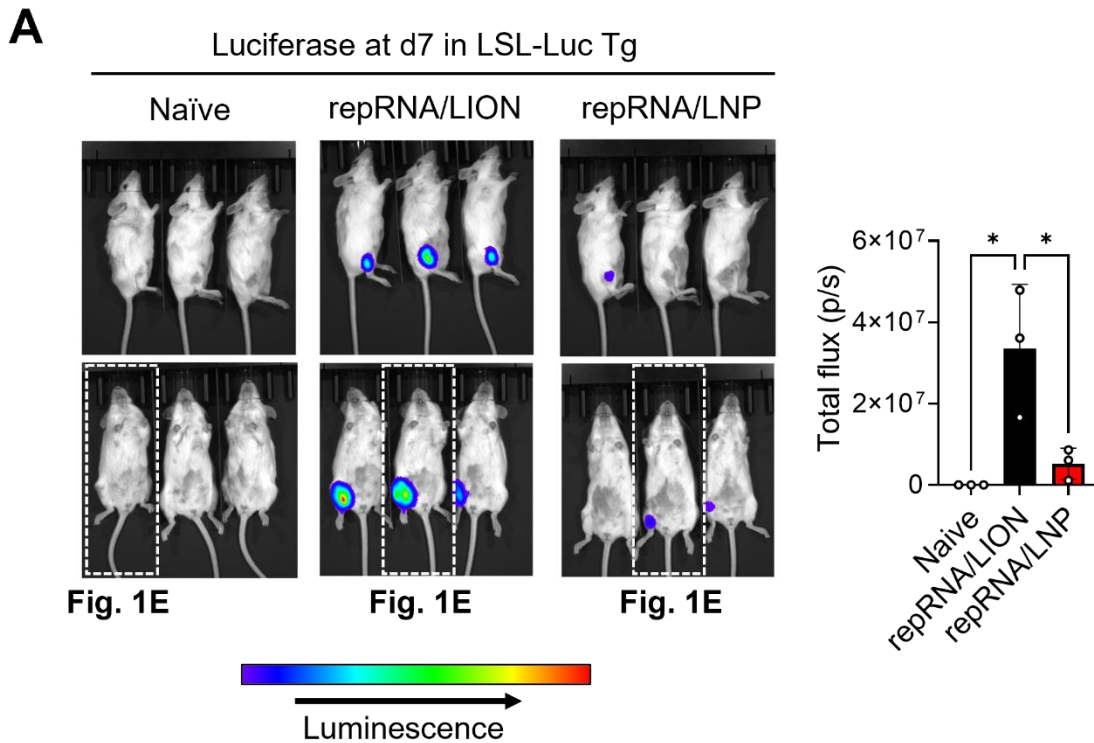 A
Luciferase at d7 in LSL-Luc Tg
Naïve
repRNA/LION
repRNA/LNP
Fig. 1E
Fig. 1E
Fig. 1E
Luminescence
Total flux (p/s)
6×10⁷
4×10⁷
2×10⁷
0
* *
Naïve
repRNA/LION
repRNA/LNP